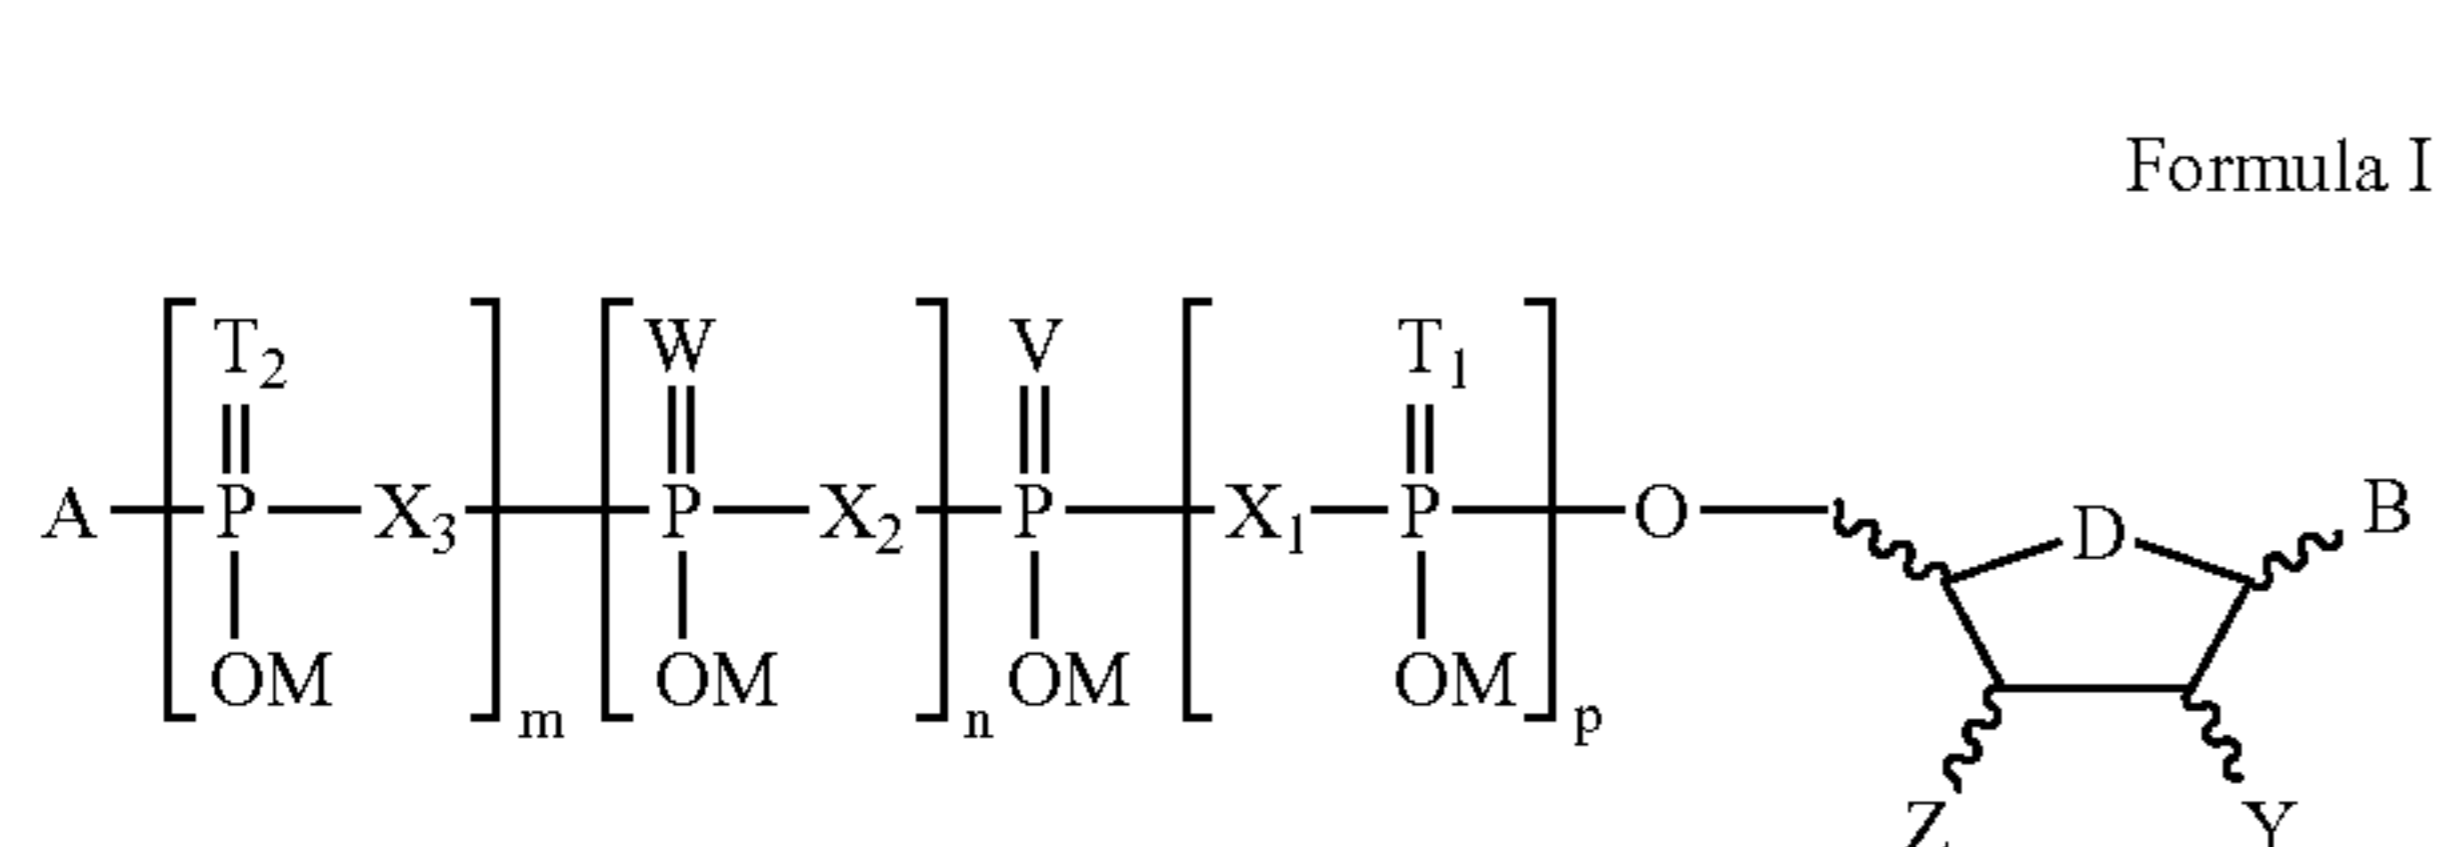 Formula I
T₂ W V T₁
A P X₃ P X₂ P X₁ P O D B
OM OM OM OM
m n p
Z Y